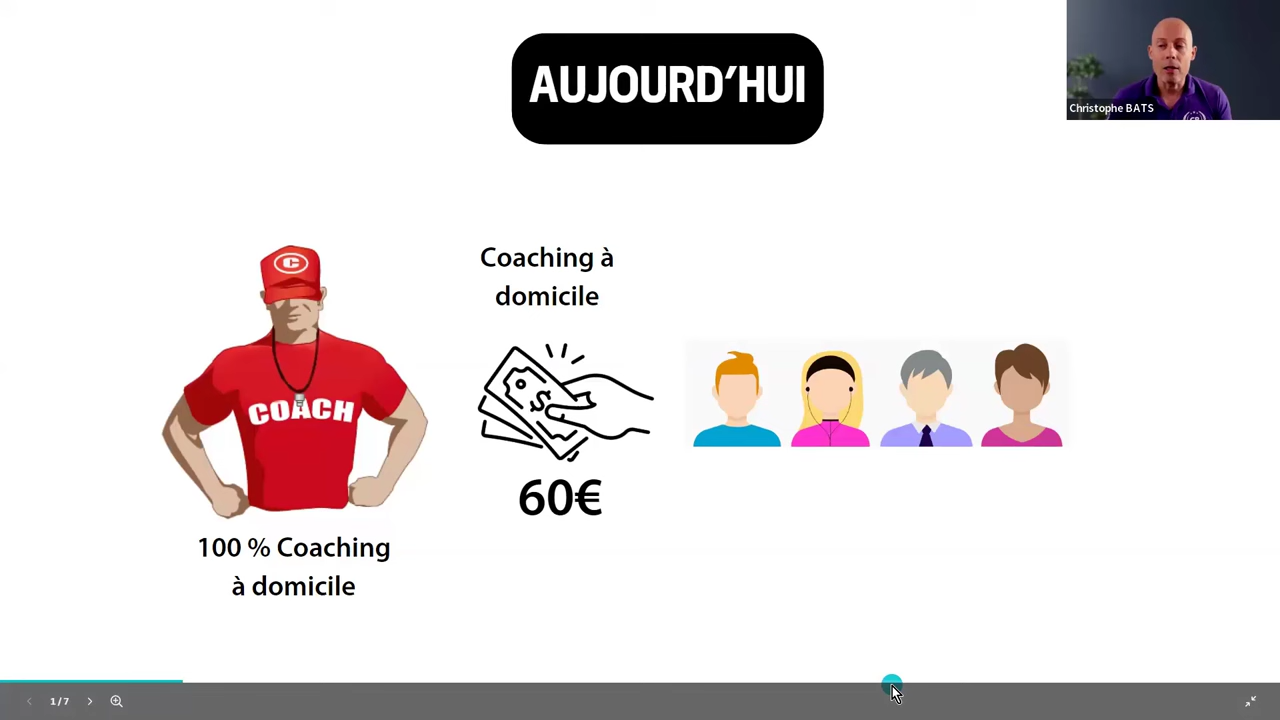 AUJOURD'HUI
Christophe BATS
Coaching à
domicile
C
COACH
$
60€
100 % Coaching
à domicile
1/7